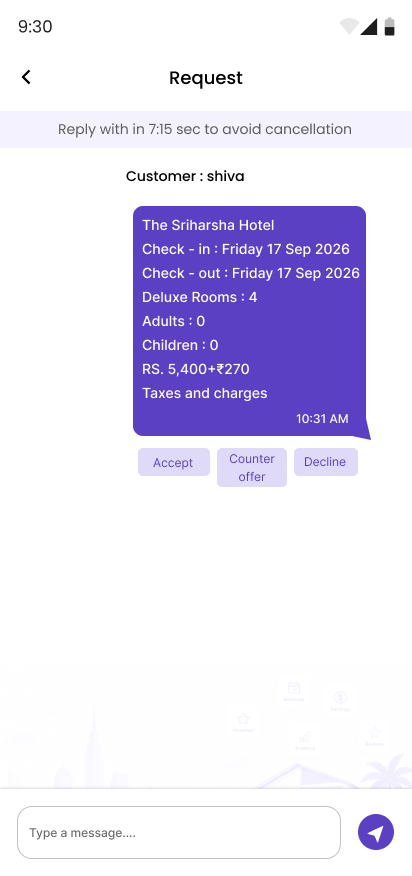 9:30
Request
Reply with in 7:15 sec to avoid cancellation
Customer : shiva
The Sriharsha Hotel
Check - in : Friday 17 Sep 2026
Check - out : Friday 17 Sep 2026
Deluxe Rooms : 4
Adults : 0
Children : 0
RS. 5,400+₹270
Taxes and charges
10:31 AM
Accept
Counter
offer
Decline
Type a message....